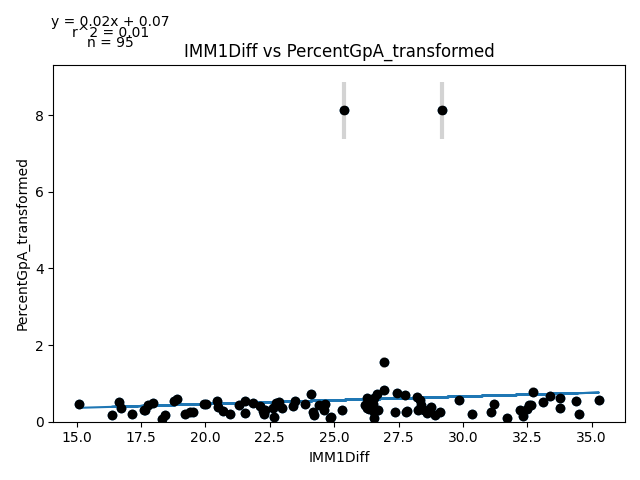 y = 0.02x + 0.07
r^2 = 0.01
n = 95
IMM1Diff vs PercentGpA_transformed
PercentGpA_transformed
8
6
4
2
0
15.0 17.5 20.0 22.5 25.0 27.5 30.0 32.5 35.0
IMM1Diff